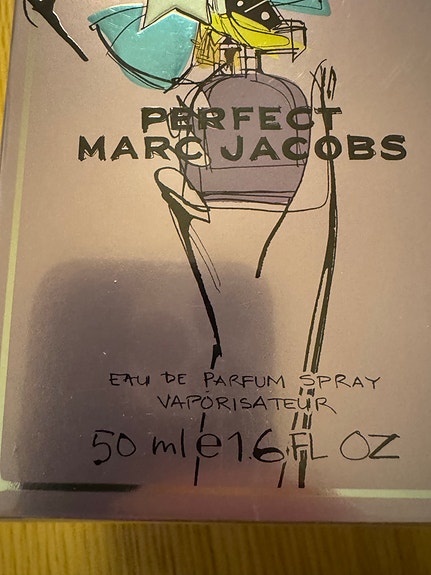 PERFECT
MARC JACOBS
EAU DE PARFUM SPRAY
VAPORISATEUR
50 ml e 1.6 FL OZ